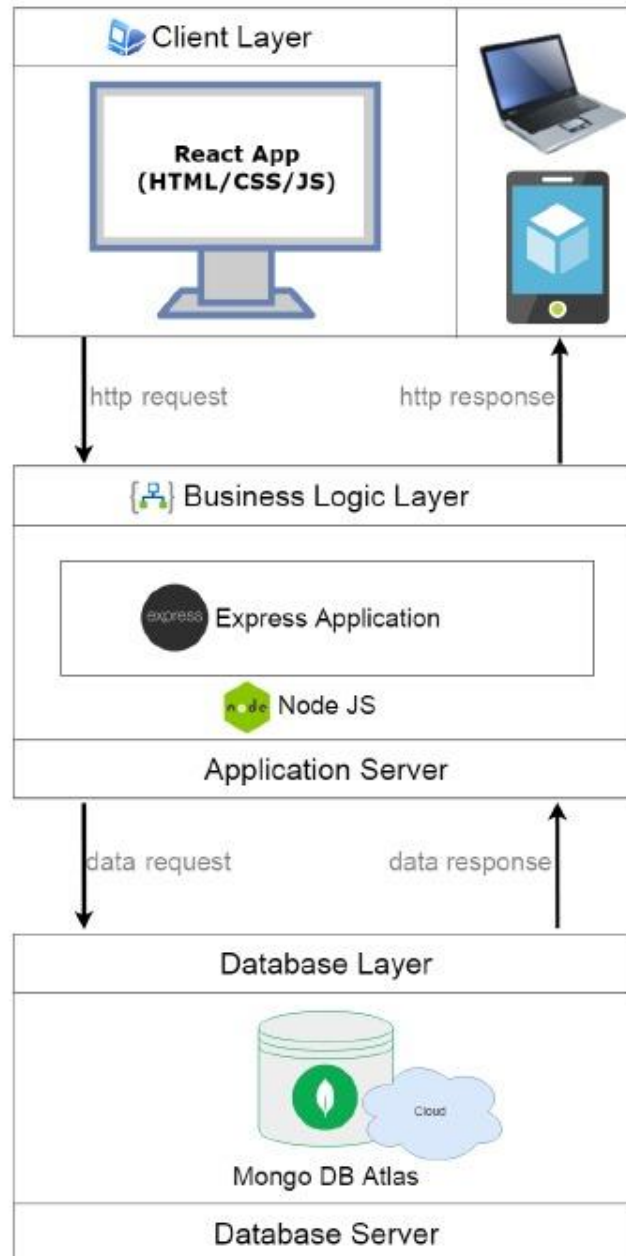 Client Layer
React App
(HTML/CSS/JS)
http request
http response
Business Logic Layer
express
Express Application
node
Node JS
Application Server
data request
data response
Database Layer
Cloud
Mongo DB Atlas
Database Server